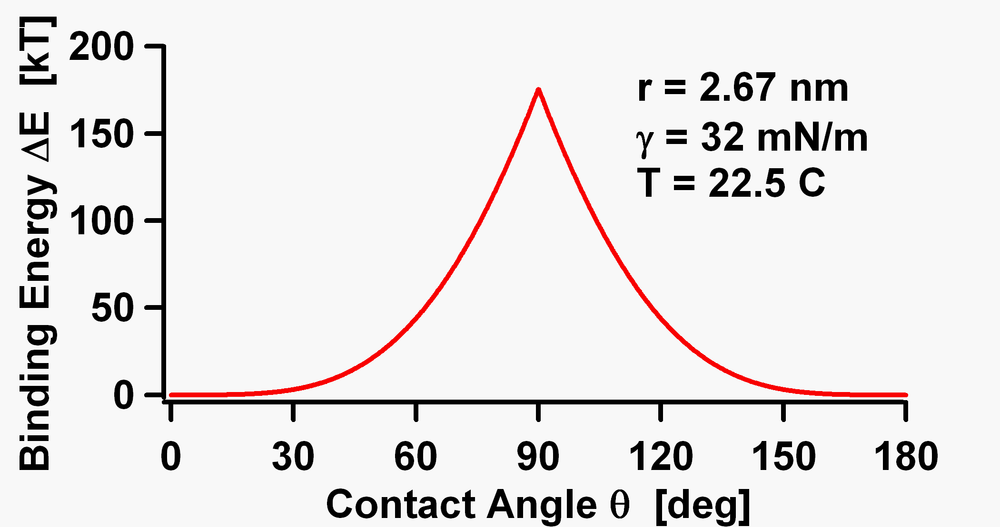 Binding Energy ΔE [kT]
200
150
100
50
0
r = 2.67 nm
γ = 32 mN/m
T = 22.5 C
0 30 60 90 120 150 180
Contact Angle θ [deg]